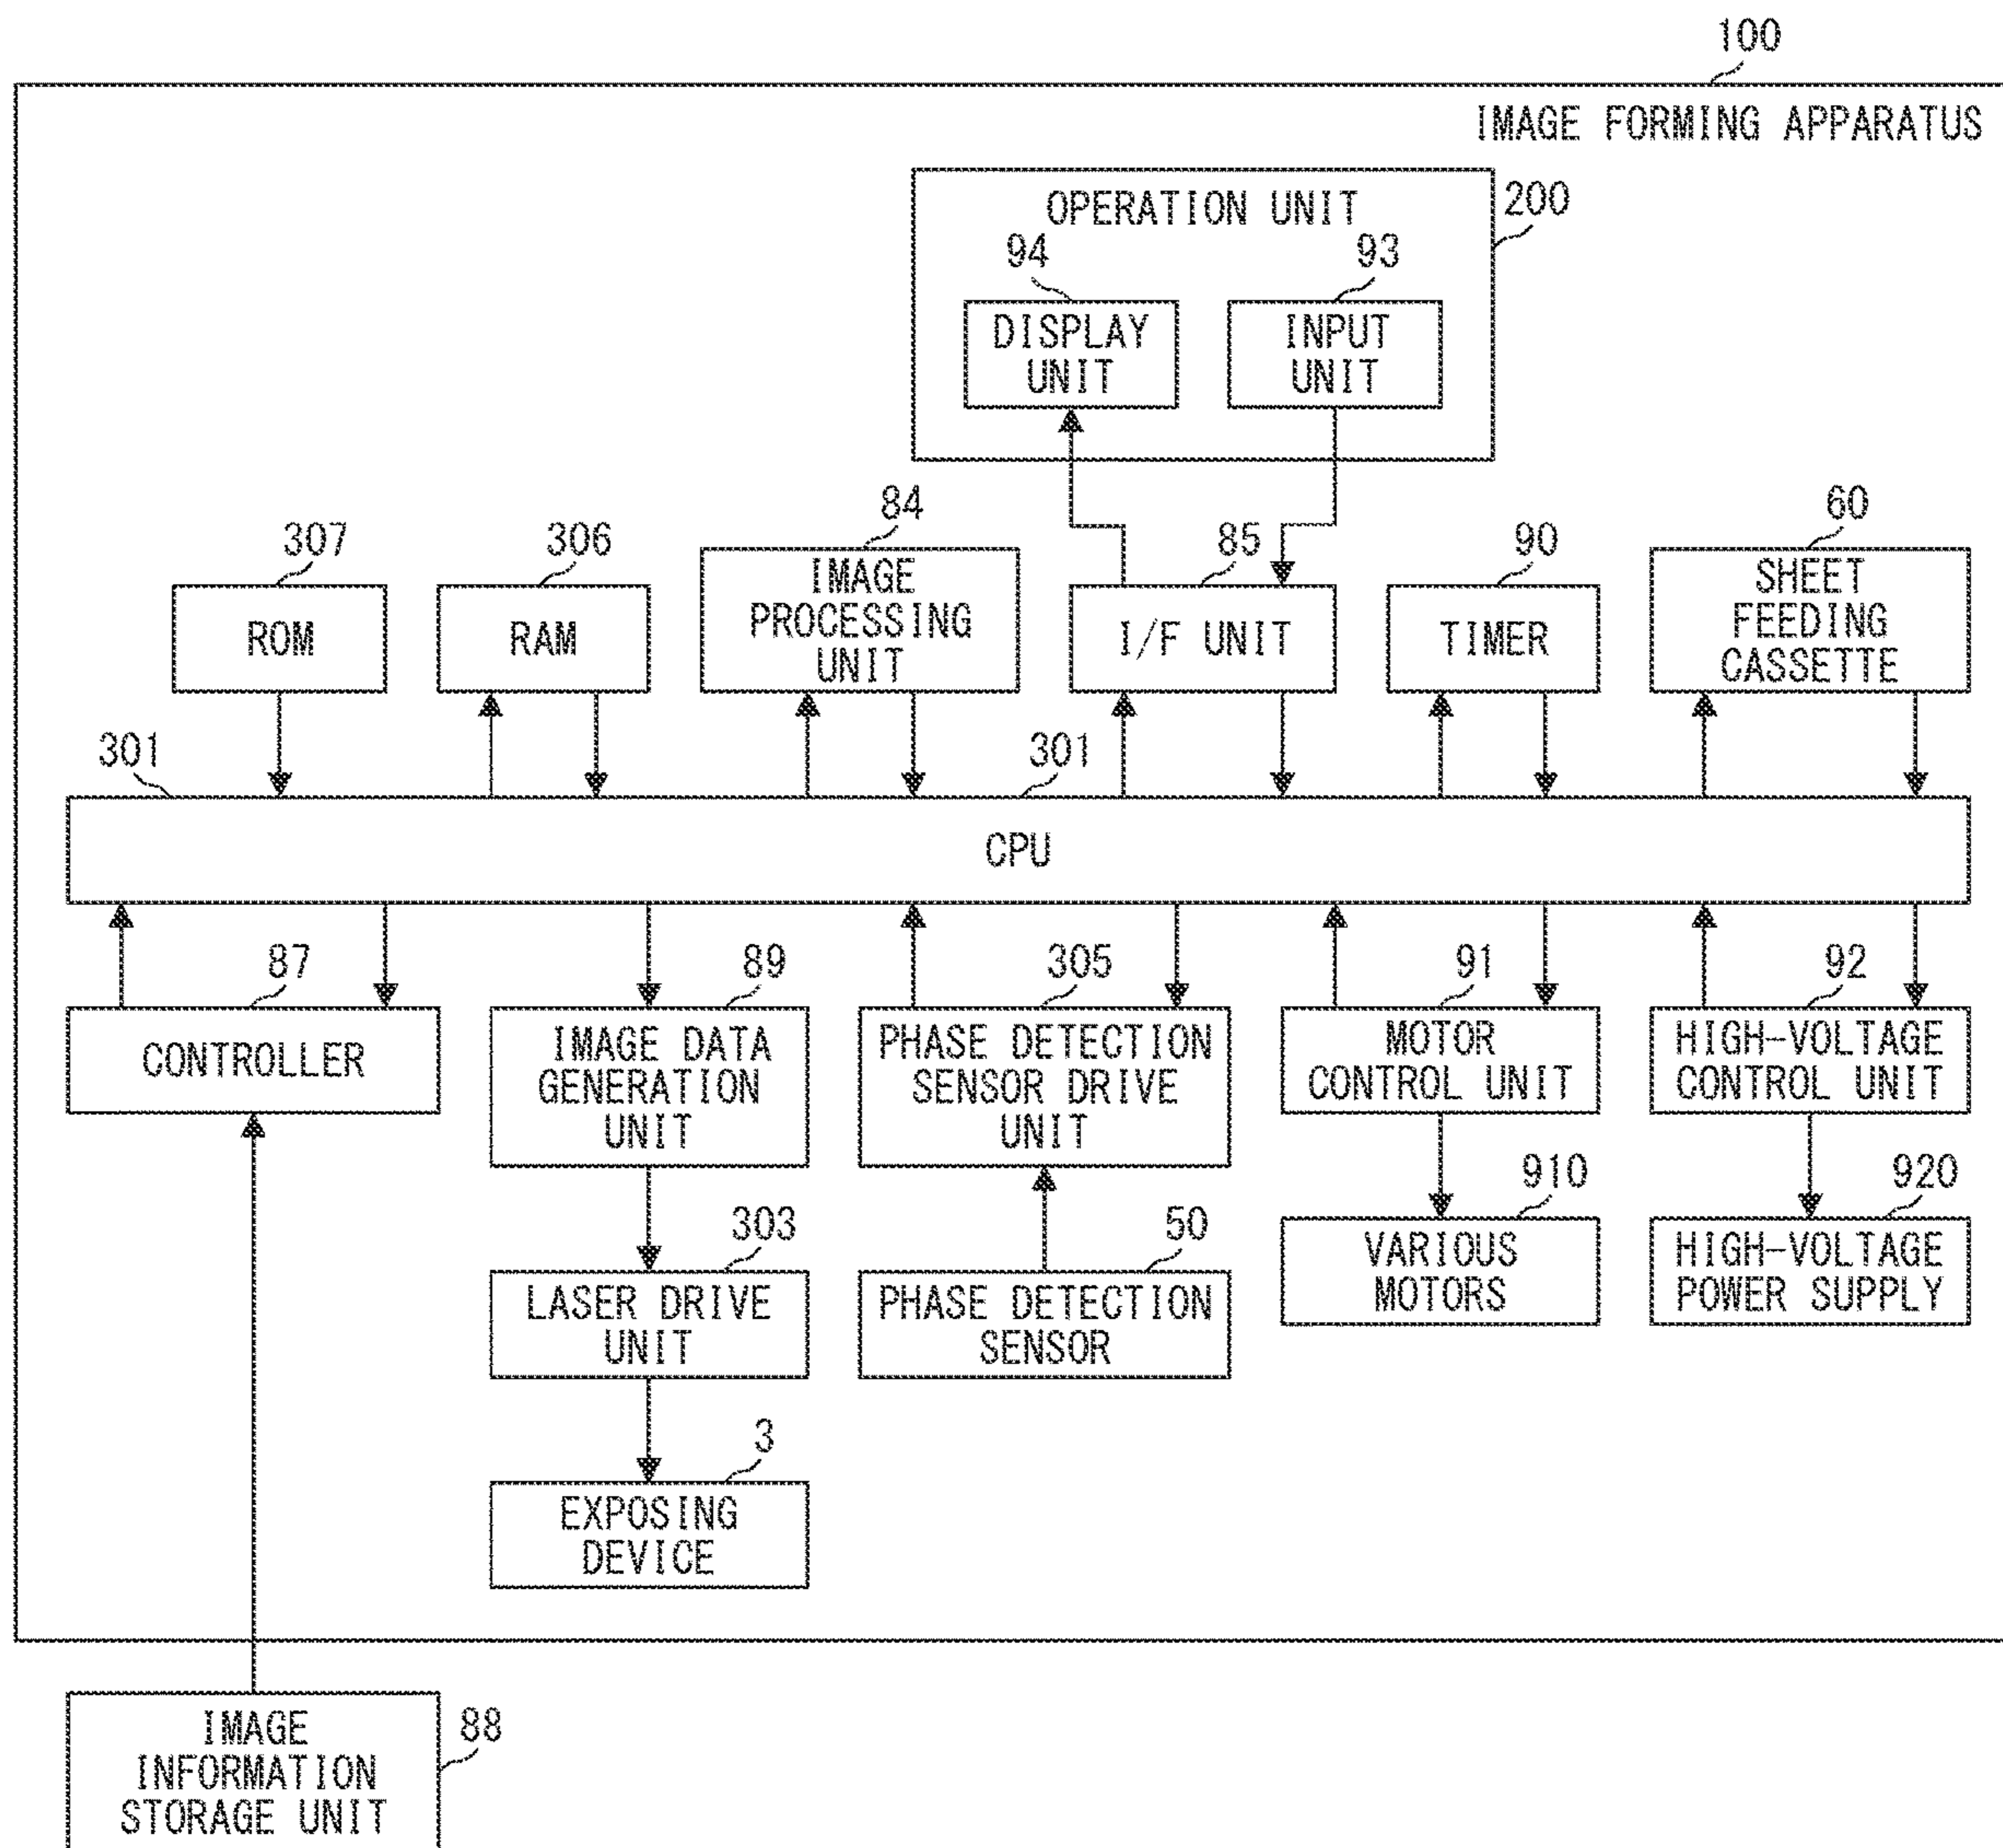 100
IMAGE FORMING APPARATUS
OPERATION UNIT
200
94
93
DISPLAY
UNIT
INPUT
UNIT
307
306
84
85
90
60
ROM
RAM
IMAGE
PROCESSING
UNIT
I/F UNIT
TIMER
SHEET
FEEDING
CASSETTE
301
301
CPU
87
89
305
91
92
CONTROLLER
IMAGE DATA
GENERATION
UNIT
PHASE DETECTION
SENSOR DRIVE
UNIT
MOTOR
CONTROL UNIT
HIGH-VOLTAGE
CONTROL UNIT
303
50
910
920
LASER DRIVE
UNIT
PHASE DETECTION
SENSOR
VARIOUS
MOTORS
HIGH-VOLTAGE
POWER SUPPLY
3
EXPOSING
DEVICE
88
IMAGE
INFORMATION
STORAGE UNIT